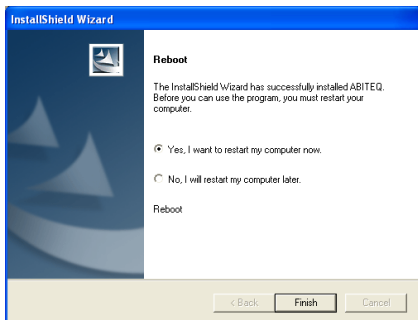 InstallShield Wizard
Reboot
The InstallShield Wizard has successfully installed ABITEQ.
Before you can use the program, you must restart your
computer.
Yes, I want to restart my computer now.
No, I will restart my computer later.
Reboot
< Back
Finish
Cancel